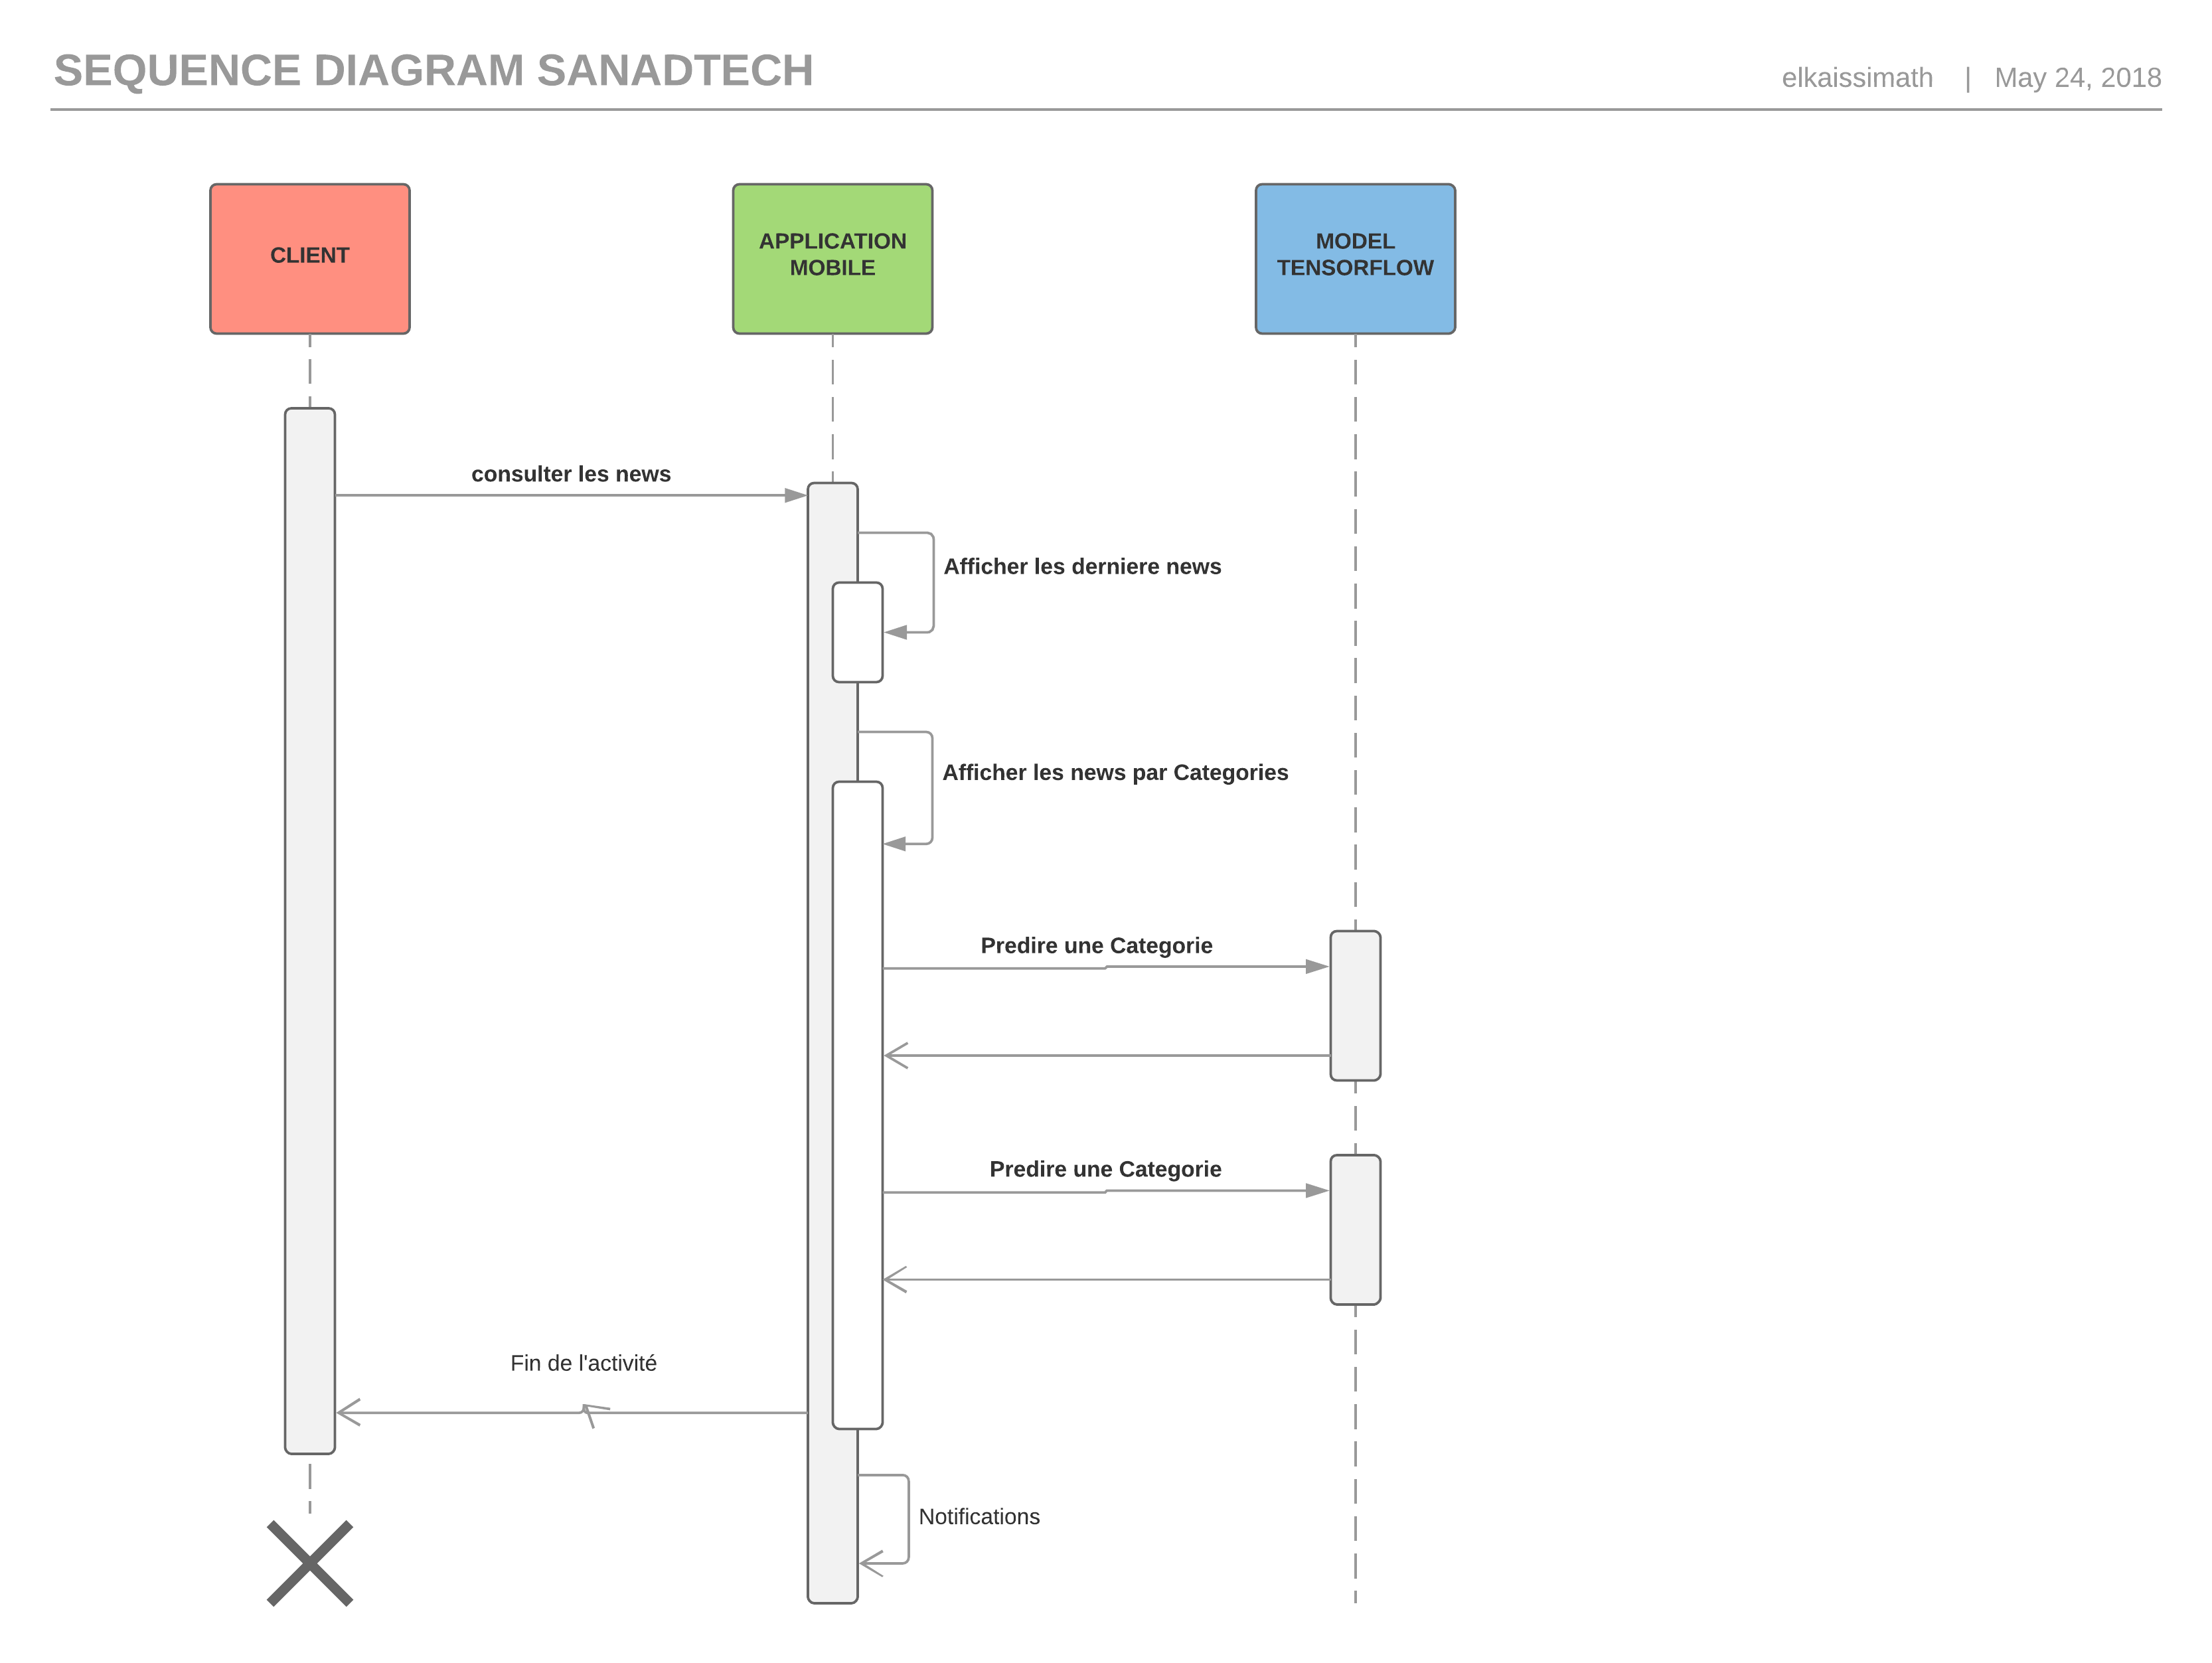 SEQUENCE DIAGRAM SANADTECH
elkaissimath | May 24, 2018
CLIENT
APPLICATION
MOBILE
MODEL
TENSORFLOW
consulter les news
Afficher les derniere news
Afficher les news par Categories
Predire une Categorie
Predire une Categorie
Fin de l'activité
Notifications